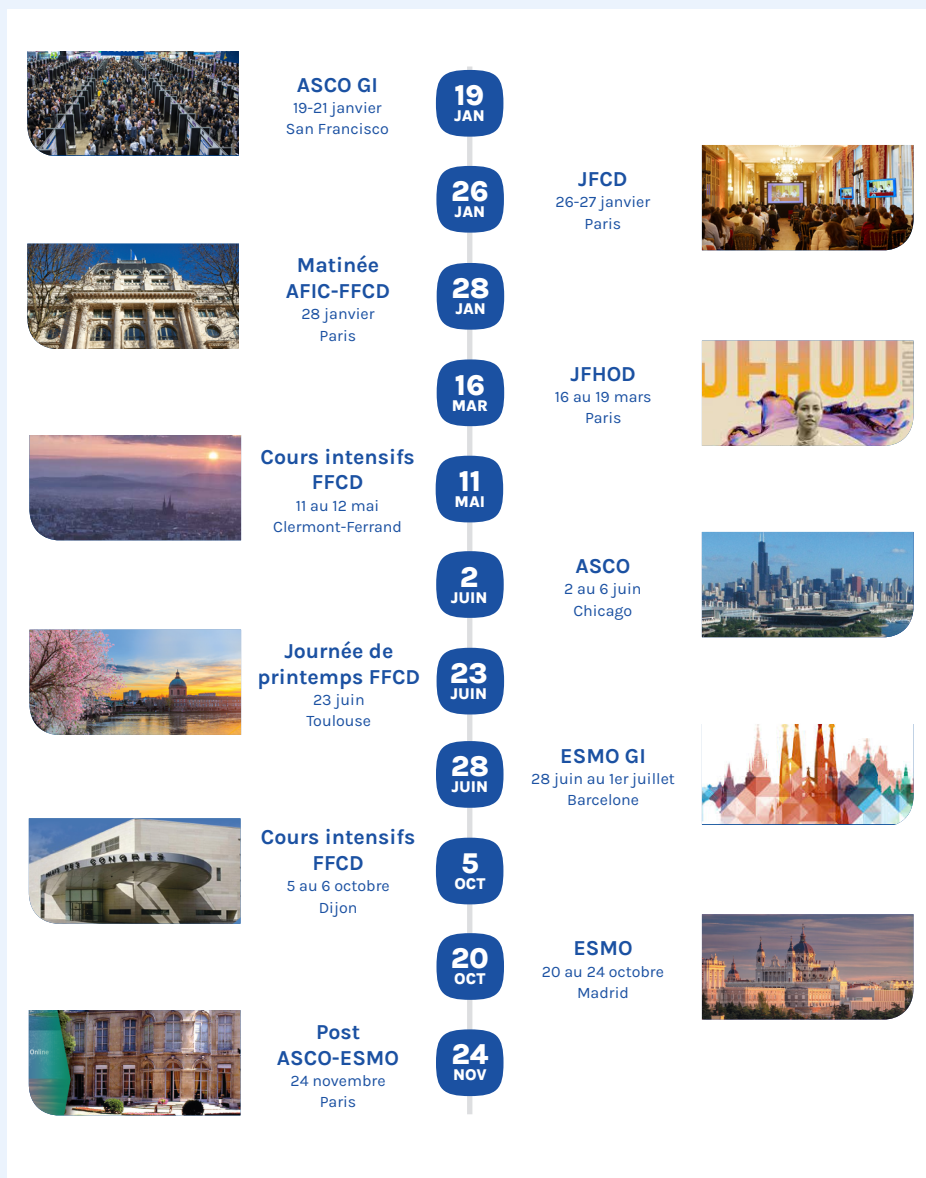 ASCO GI
19-21 janvier
San Francisco
19
JAN
26
JAN
JFCD
26-27 janvier
Paris
Matinée
AFIC-FFCD
28 janvier
Paris
28
JAN
16
MAR
JFHOD
16 au 19 mars
Paris
JFHOD
Cours intensifs
FFCD
11 au 12 mai
Clermont-Ferrand
11
MAI
2
JUIN
ASCO
2 au 6 juin
Chicago
Journée de
printemps FFCD
23 juin
Toulouse
23
JUIN
28
JUIN
ESMO GI
28 juin au 1er juillet
Barcelone
PALAIS DES CONGRES
Cours intensifs
FFCD
5 au 6 octobre
Dijon
5
OCT
20
OCT
ESMO
20 au 24 octobre
Madrid
Online
Post
ASCO-ESMO
24 novembre
Paris
24
NOV